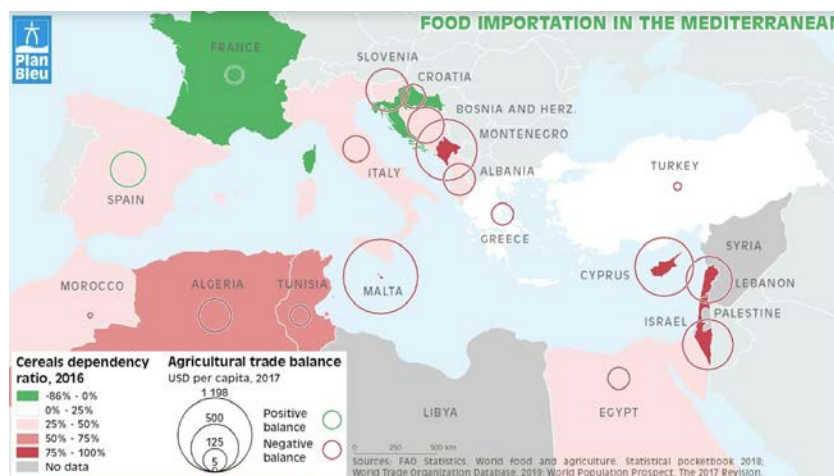 FOOD IMPORTATION IN THE MEDITERRANEAN
Plan
Bleu
FRANCE
SLOVENIA
CROATIA
BOSNIA AND HERZ.
MONTENEGRO
ALBANIA
ITALY
SPAIN
GREECE
TURKEY
SYRIA
CYPRUS
LEBANON
PALESTINE
ISRAEL
MOROCCO
ALGERIA
TUNISIA
MALTA
LIBYA
EGYPT
Cereals dependency
ratio, 2016
-86% - 0%
0% - 25%
25% - 50%
50% - 75%
75% - 100%
No data
Agricultural trade balance
USD per capita, 2017
1 198
500
125
5
Positive
balance
Negative
balance
0 250 500 km
Sources: FAO Statistics. World food and agriculture. Statistical pocketbook 2018;
World Trade Organization Database, 2019; World Population Prospect. The 2017 Revision.